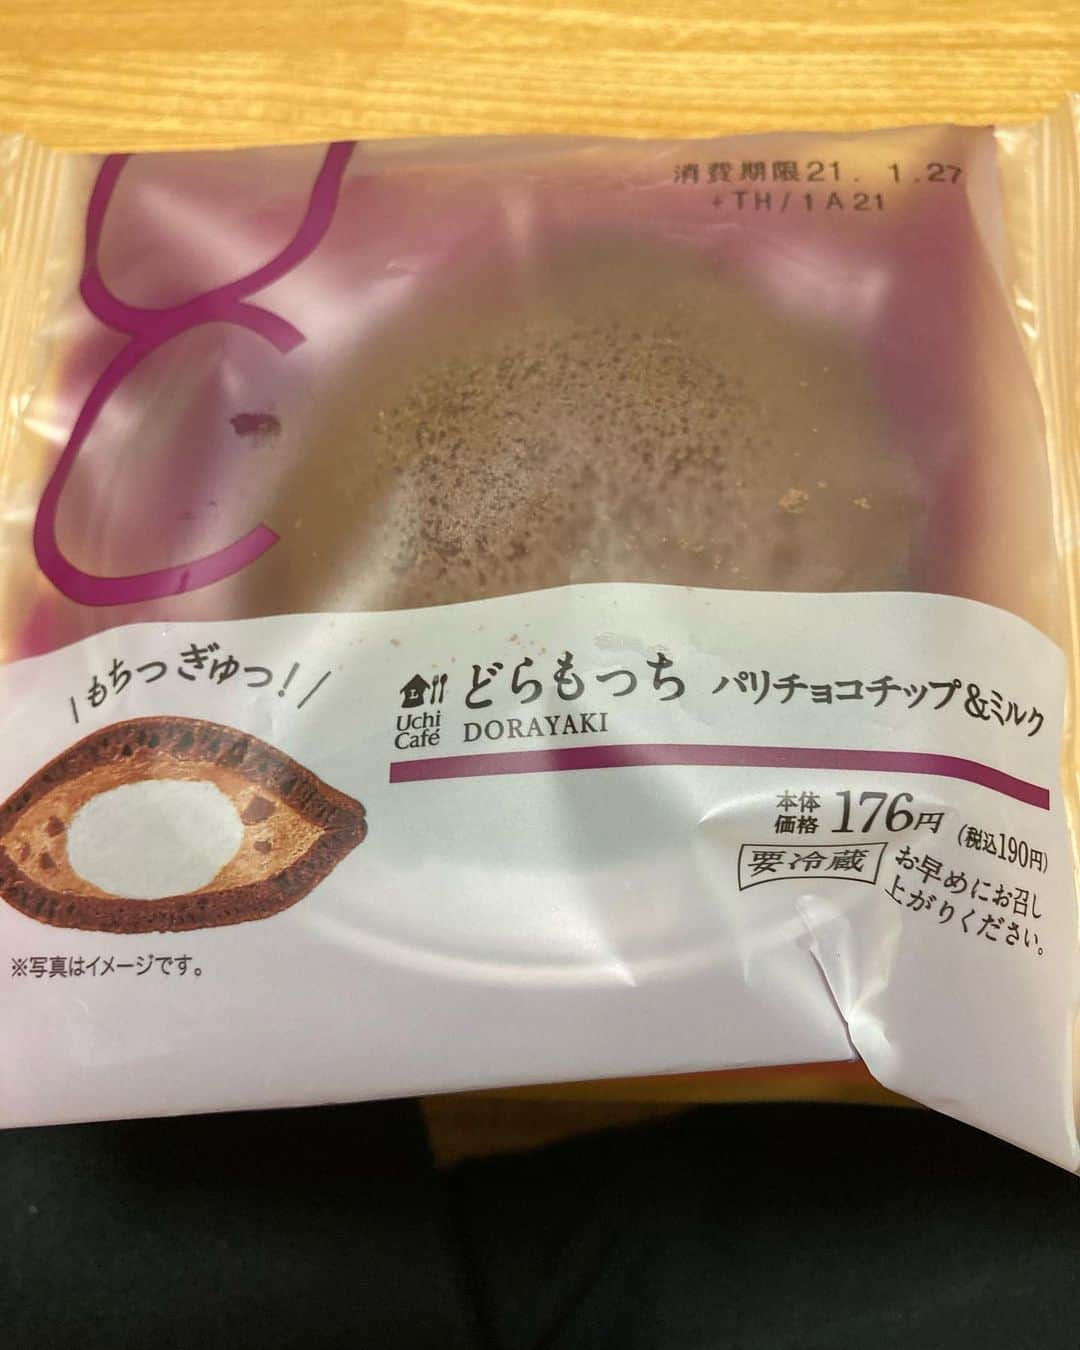 消費期限21. 1.27
+TH/1A21
もちつぎゅっ!
Uchi
Café
どらもっち パリチョコチップ&ミルク
DORAYAKI
本体
価格 176円 (税込190円)
要冷蔵 お早めにお召し
上がりください。
※写真はイメージです。